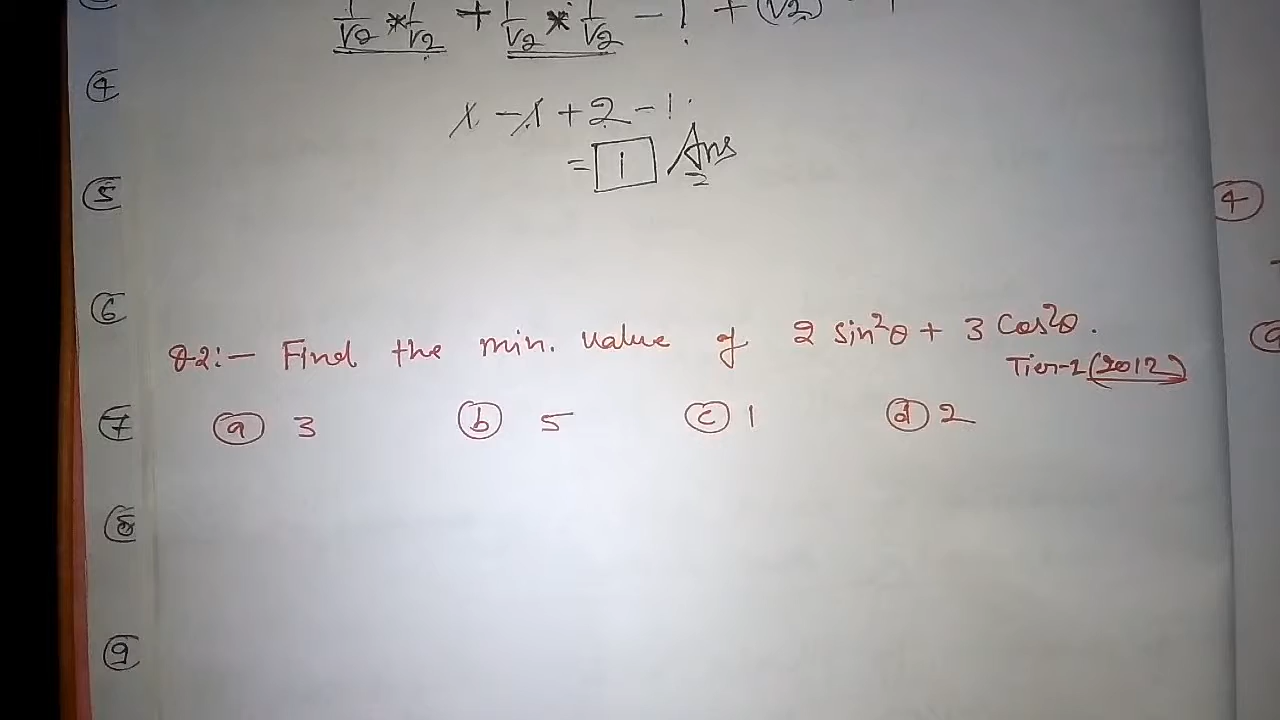 1/√2 * 1/√2 + 1/√2 * 1/√2 - 1 + (√2)
④
1 - 1 + 2 - 1
= 1 Ans
⑤
④
⑥
Q2:- Find the min. value of 2 Sin²θ + 3 Cos²θ.
Tier-1 (2012)
ⓐ 3 ⓑ 5 ⓒ 1 ⓓ 2
⑦
⑧
⑨